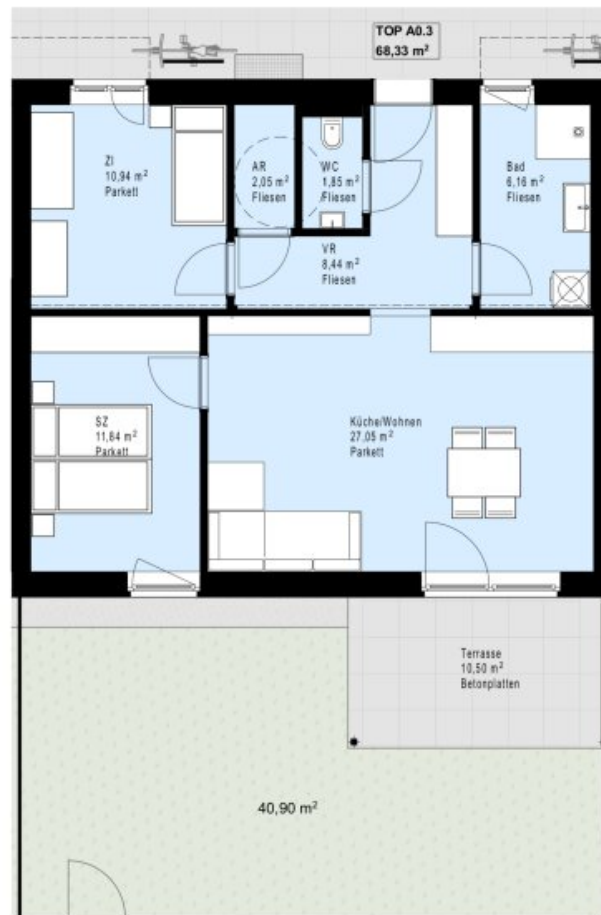 TOP A0.3
68,33 m²
ZI
10,94 m²
Parkett
AR
2,05 m²
Fliesen
WC
1,85 m²
Fliesen
Bad
6,16 m²
Fliesen
VR
8,44 m²
Fliesen
SZ
11,84 m²
Parkett
Küche/Wohnen
27,05 m²
Parkett
Terrasse
10,50 m²
Betonplatten
40,90 m²